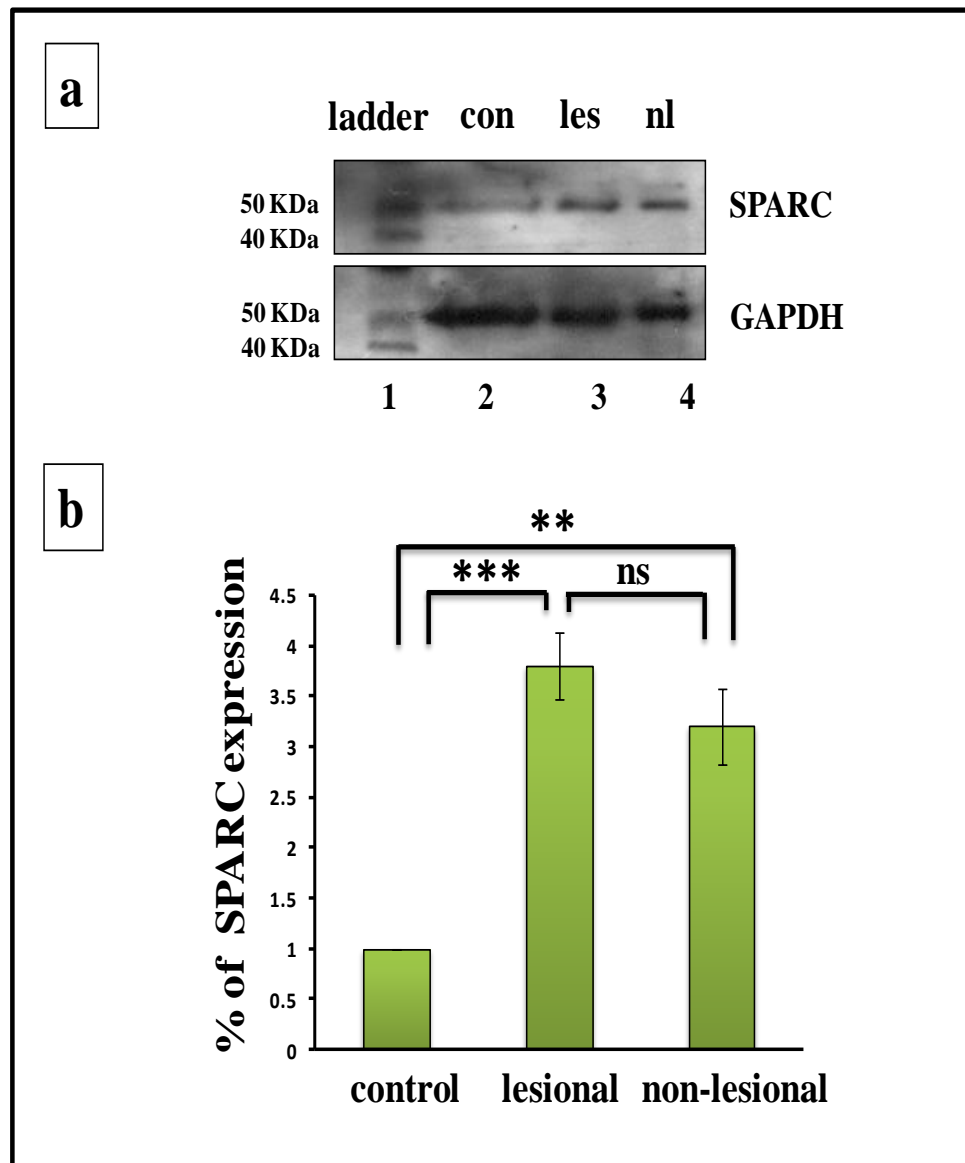 a
ladder con les nl
50 KDa
40 KDa
SPARC
50 KDa
40 KDa
GAPDH
1 2 3 4
b
**
*** ns
% of SPARC expression
4.5
4
3.5
3
2.5
2
1.5
1
0.5
0
control lesional non-lesional